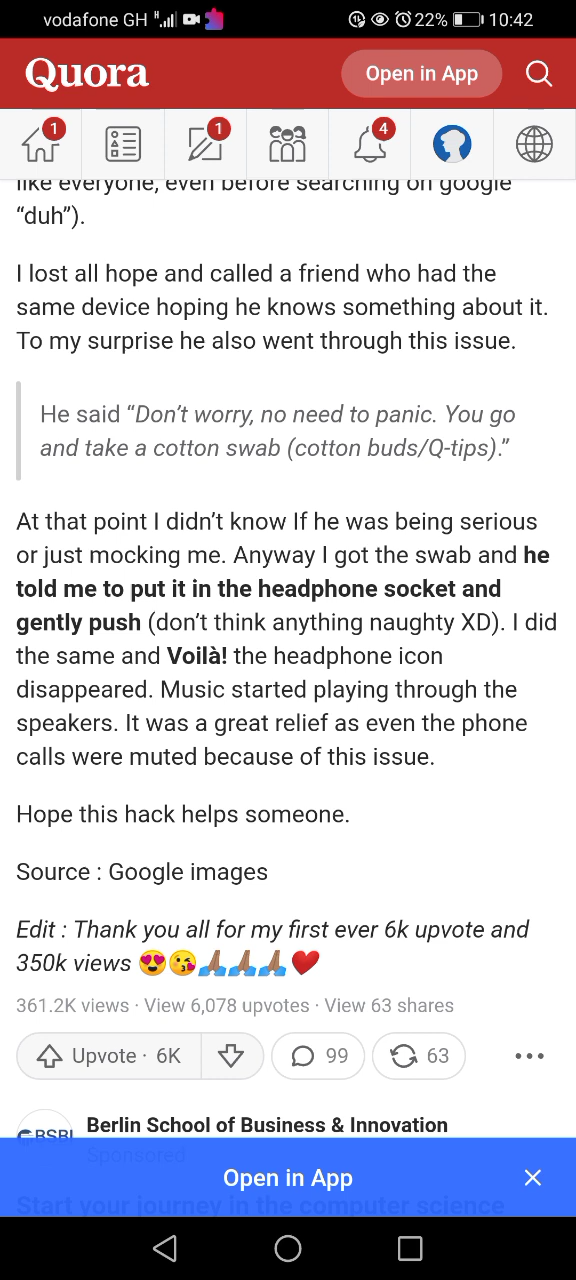 vodafone GH 22% 10:42
Quora Open in App
1 1 4
like everyone, even before searching on google
“duh”).
I lost all hope and called a friend who had the
same device hoping he knows something about it.
To my surprise he also went through this issue.
He said “Don’t worry, no need to panic. You go
and take a cotton swab (cotton buds/Q-tips).”
At that point I didn’t know If he was being serious
or just mocking me. Anyway I got the swab and he
told me to put it in the headphone socket and
gently push (don’t think anything naughty XD). I did
the same and Voilà! the headphone icon
disappeared. Music started playing through the
speakers. It was a great relief as even the phone
calls were muted because of this issue.
Hope this hack helps someone.
Source : Google images
Edit : Thank you all for my first ever 6k upvote and
350k views 😍😘🙏🏽🙏🏽🙏🏽❤️
361.2K views · View 6,078 upvotes · View 63 shares
Upvote · 6K 99 63
BSBI
Berlin School of Business & Innovation
Sponsored
Open in App
Start your journey in the computer science